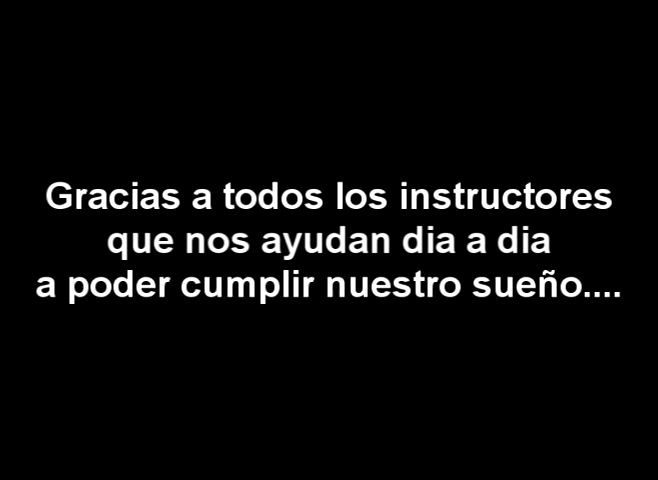 Gracias a todos los instructores
que nos ayudan dia a dia
a poder cumplir nuestro sueño....